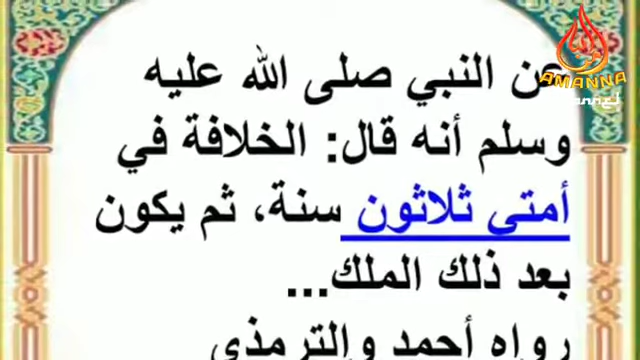 عن النبي صلى الله عليه
وسلم أنه قال: الخلافة في
أمتي ثلاثون سنة، ثم يكون
بعد ذلك الملك...
رواه أحمد والترمذي
AMANNA